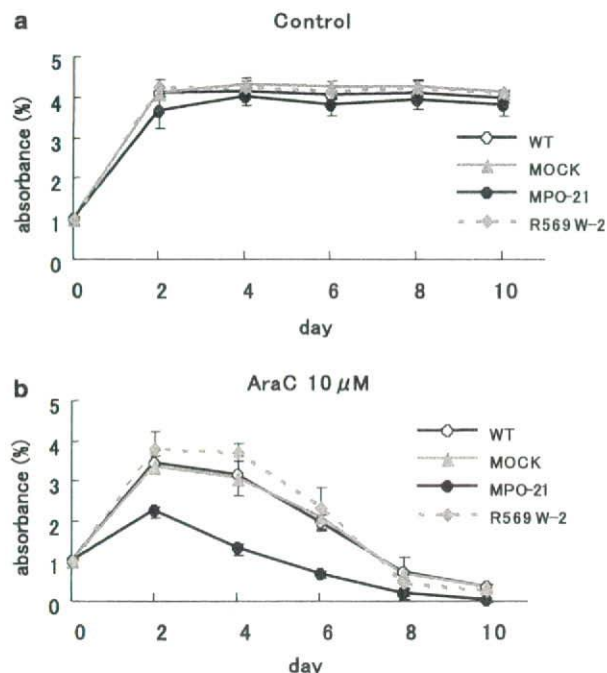 a
Control
absorbance (%)
5
4
3
2
1
0
WT
MOCK
MPO-21
R569W-2
0 2 4 6 8 10
day
b
AraC 10 μM
absorbance (%)
5
4
3
2
1
0
WT
MOCK
MPO-21
R569W-2
0 2 4 6 8 10
day